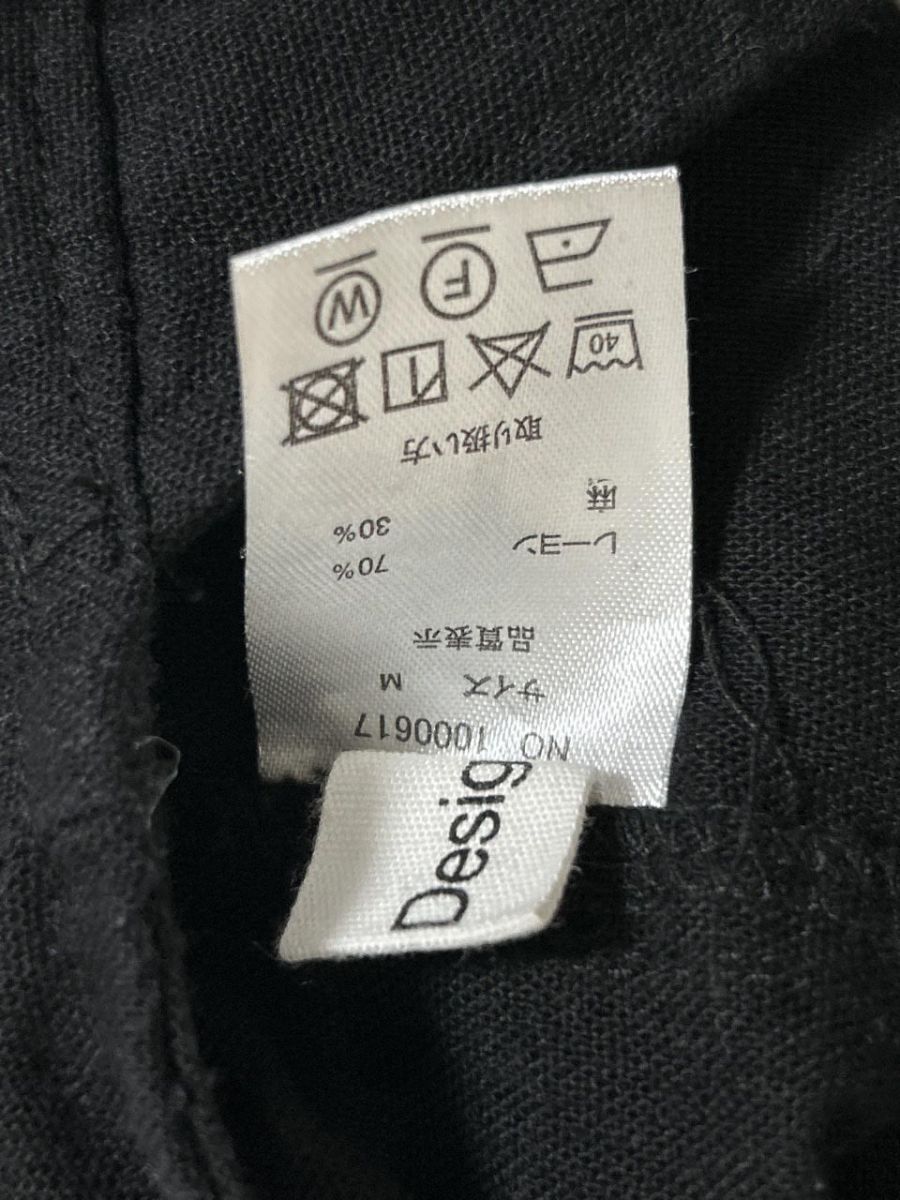 NO 1000617
サイズ M
品質表示
レーヨン 70%
麻 30%
取り扱い方
40
F
W
Desig